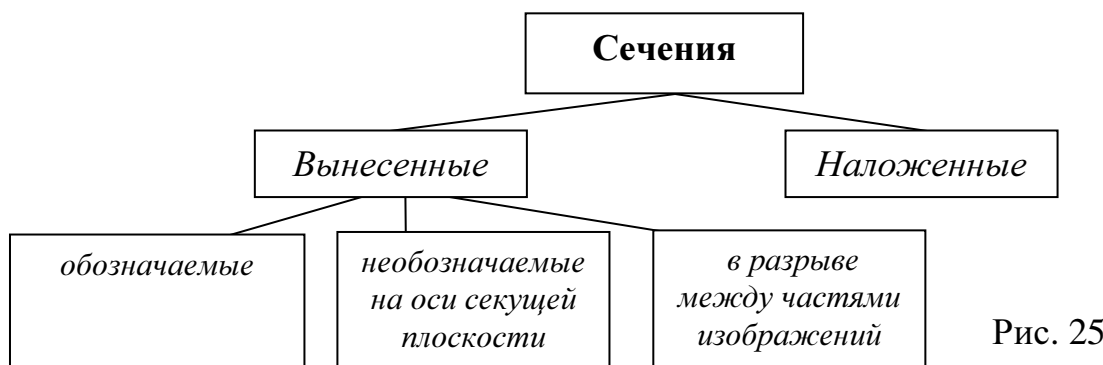 Сечения
Вынесенные
Наложенные
обозначаемые
необозначаемые
на оси секущей
плоскости
в разрыве
между частями
изображений
Рис. 25